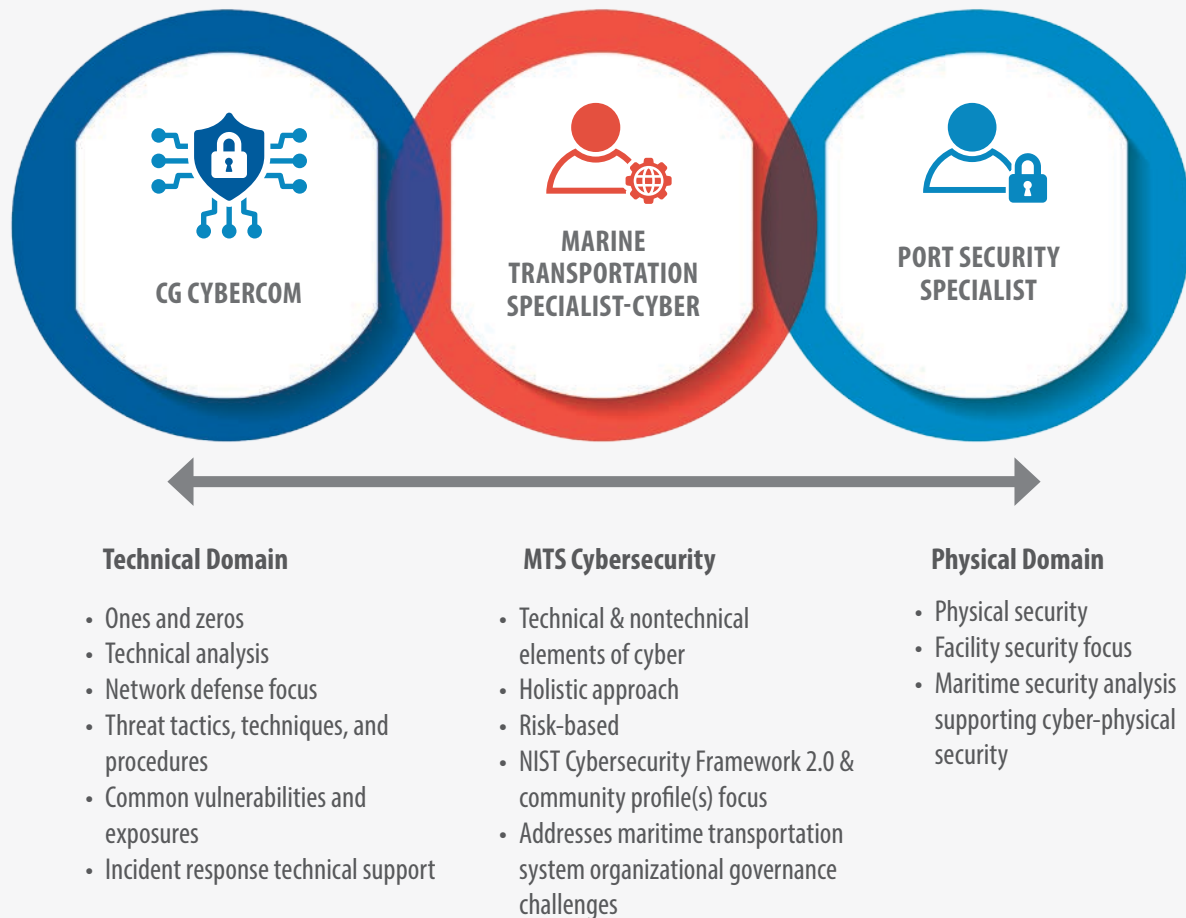 CG CYBERCOM
MARINE
TRANSPORTATION
SPECIALIST-CYBER
PORT SECURITY
SPECIALIST
Technical Domain
• Ones and zeros
• Technical analysis
• Network defense focus
• Threat tactics, techniques, and
procedures
• Common vulnerabilities and
exposures
• Incident response technical support
MTS Cybersecurity
• Technical & nontechnical
elements of cyber
• Holistic approach
• Risk-based
• NIST Cybersecurity Framework 2.0 &
community profile(s) focus
• Addresses maritime transportation
system organizational governance
challenges
Physical Domain
• Physical security
• Facility security focus
• Maritime security analysis
supporting cyber-physical
security